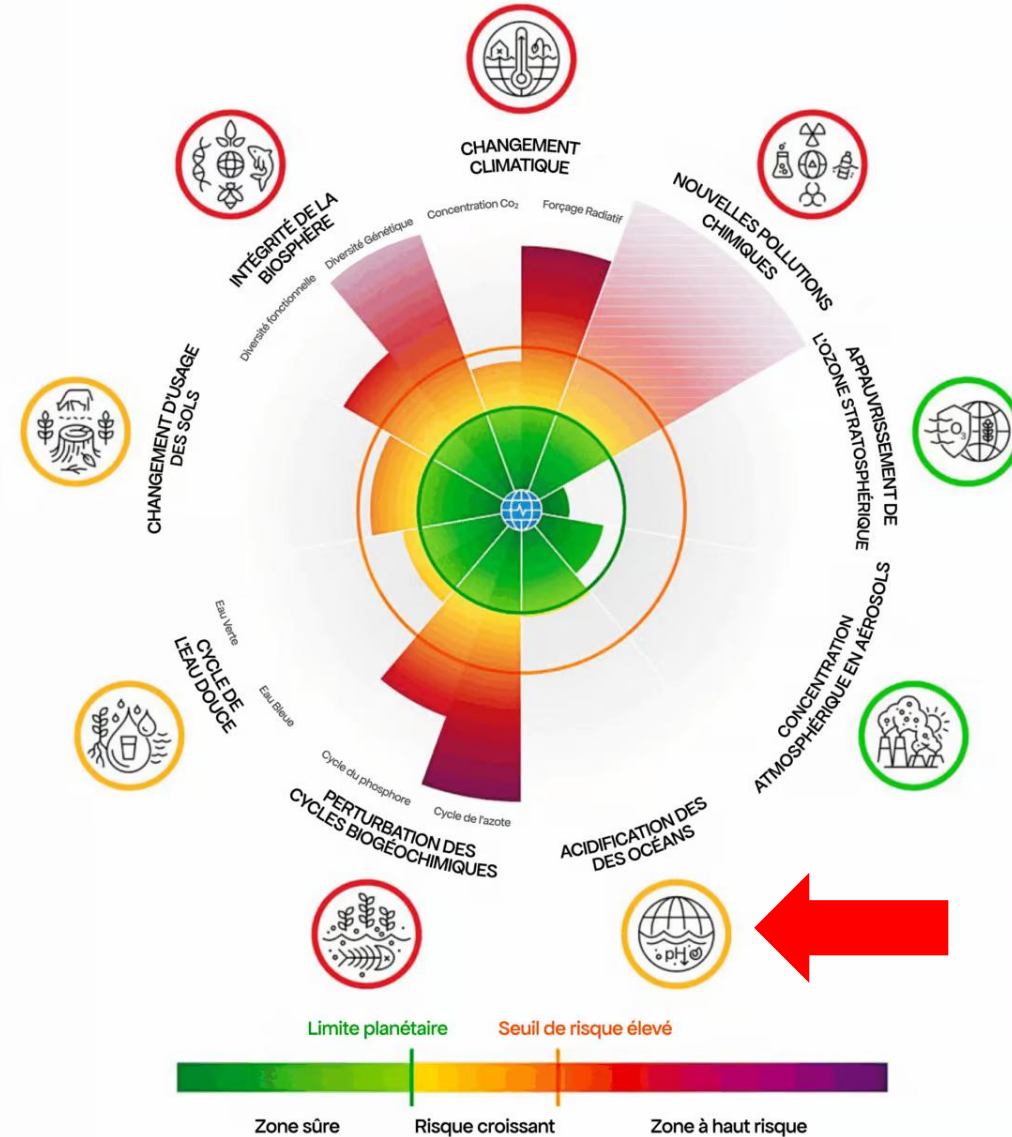 CHANGEMENT
CLIMATIQUE
Concentration Co₂
Forçage Radiatif
NOUVELLES POLLUTIONS
CHIMIQUES
APPAUVRISSEMENT DE
L'OZONE STRATOSPHÉRIQUE
O₃
CONCENTRATION
ATMOSPHÉRIQUE EN AÉROSOLS
ACIDIFICATION DES
DES OCÉANS
pH
PERTURBATION DES
CYCLES BIOGÉOCHIMIQUES
Cycle de l'azote
Cycle du phosphore
CYCLE DE
L'EAU DOUCE
Eau Bleue
Eau Verte
CHANGEMENT D'USAGE
DES SOLS
INTÉGRITÉ DE LA
BIOSPHÈRE
Diversité fonctionnelle
Diversité Génétique
Limite planétaire
Seuil de risque élevé
Zone sûre
Risque croissant
Zone à haut risque